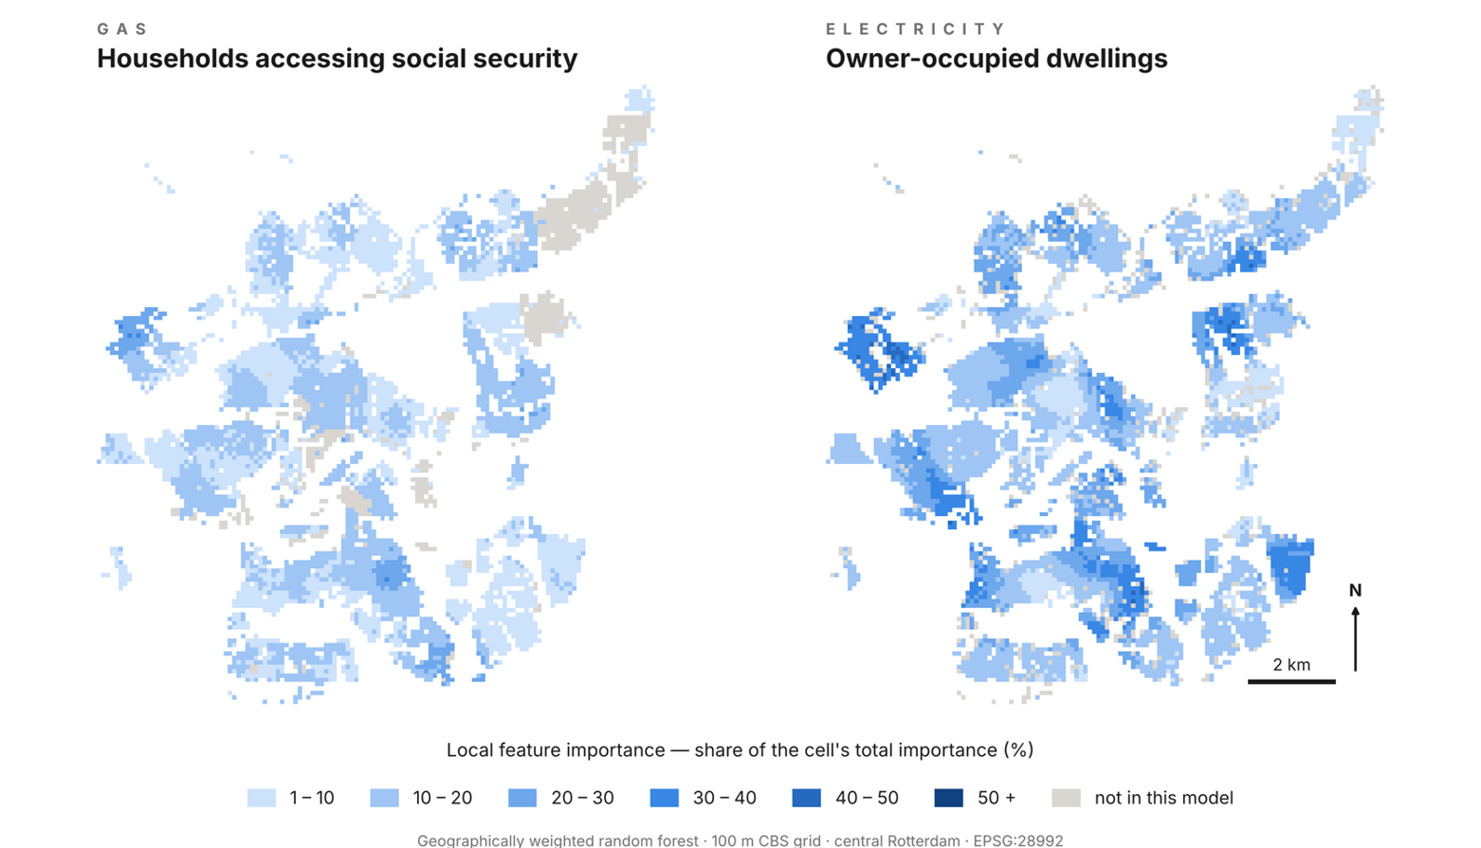 GAS
Households accessing social security
ELECTRICITY
Owner-occupied dwellings
N
2 km
Local feature importance — share of the cell's total importance (%)
1 – 10 10 – 20 20 – 30 30 – 40 40 – 50 50 + not in this model
Geographically weighted random forest · 100 m CBS grid · central Rotterdam · EPSG:28992